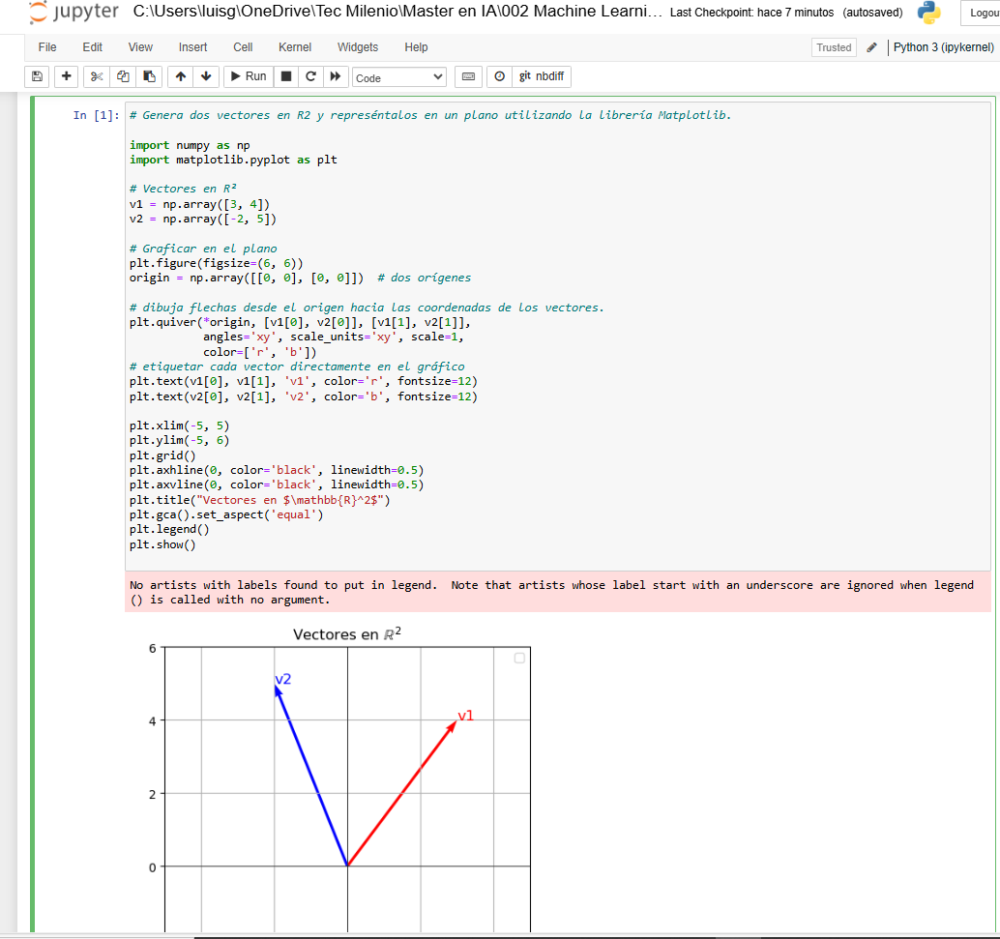 jupyter C:\Users\luisg\OneDrive\Tec Milenio\Master en IA\002 Machine Learni... Last Checkpoint: hace 7 minutos (autosaved) Logou
File Edit View Insert Cell Kernel Widgets Help Trusted Python 3 (ipykernel)
Run Code git nbdiff
In [1]: # Genera dos vectores en R2 y represéntalos en un plano utilizando la librería Matplotlib.
import numpy as np
import matplotlib.pyplot as plt
# Vectores en R²
v1 = np.array([3, 4])
v2 = np.array([-2, 5])
# Graficar en el plano
plt.figure(figsize=(6, 6))
origin = np.array([[0, 0], [0, 0]])  # dos orígenes
# dibuja flechas desde el origen hacia las coordenadas de los vectores.
plt.quiver(*origin, [v1[0], v2[0]], [v1[1], v2[1]],
angles='xy', scale_units='xy', scale=1,
color=['r', 'b'])
# etiquetar cada vector directamente en el gráfico
plt.text(v1[0], v1[1], 'v1', color='r', fontsize=12)
plt.text(v2[0], v2[1], 'v2', color='b', fontsize=12)
plt.xlim(-5, 5)
plt.ylim(-5, 6)
plt.grid()
plt.axhline(0, color='black', linewidth=0.5)
plt.axvline(0, color='black', linewidth=0.5)
plt.title("Vectores en $\mathbb{R}^2$")
plt.gca().set_aspect('equal')
plt.legend()
plt.show()
No artists with labels found to put in legend.  Note that artists whose label start with an underscore are ignored when legend
() is called with no argument.
Vectores en ℝ²
6
v2
4 v1
2
0